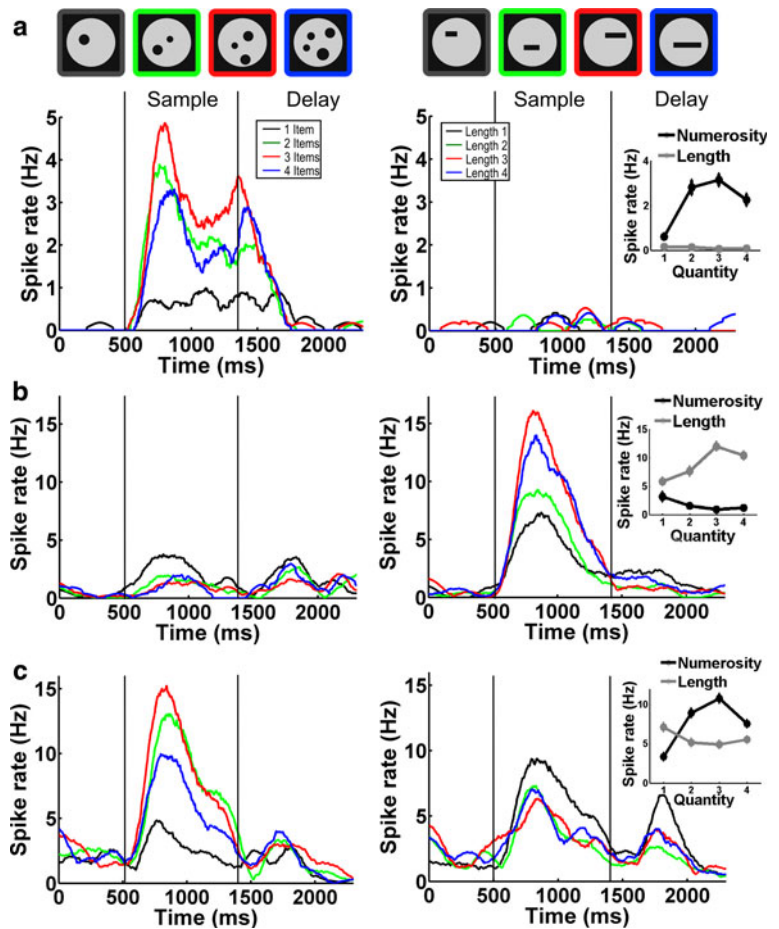 a
Sample Delay
5
4
3
2
1
0
Spike rate (Hz)
1 Item
2 Items
3 Items
4 Items
0 500 1000 1500 2000
Time (ms)
Sample Delay
5
4
3
2
1
0
Spike rate (Hz)
Length 1
Length 2
Length 3
Length 4
0 500 1000 1500 2000
Time (ms)
Numerosity
Length
4
2
0
Spike rate (Hz)
1 2 3 4
Quantity
b
15
10
5
0
Spike rate (Hz)
0 500 1000 1500 2000
Time (ms)
15
10
5
0
Spike rate (Hz)
0 500 1000 1500 2000
Time (ms)
Numerosity
Length
15
10
5
0
Spike rate (Hz)
1 2 3 4
Quantity
c
15
10
5
0
Spike rate (Hz)
0 500 1000 1500 2000
Time (ms)
15
10
5
0
Spike rate (Hz)
0 500 1000 1500 2000
Time (ms)
Numerosity
Length
10
5
0
Spike rate (Hz)
1 2 3 4
Quantity